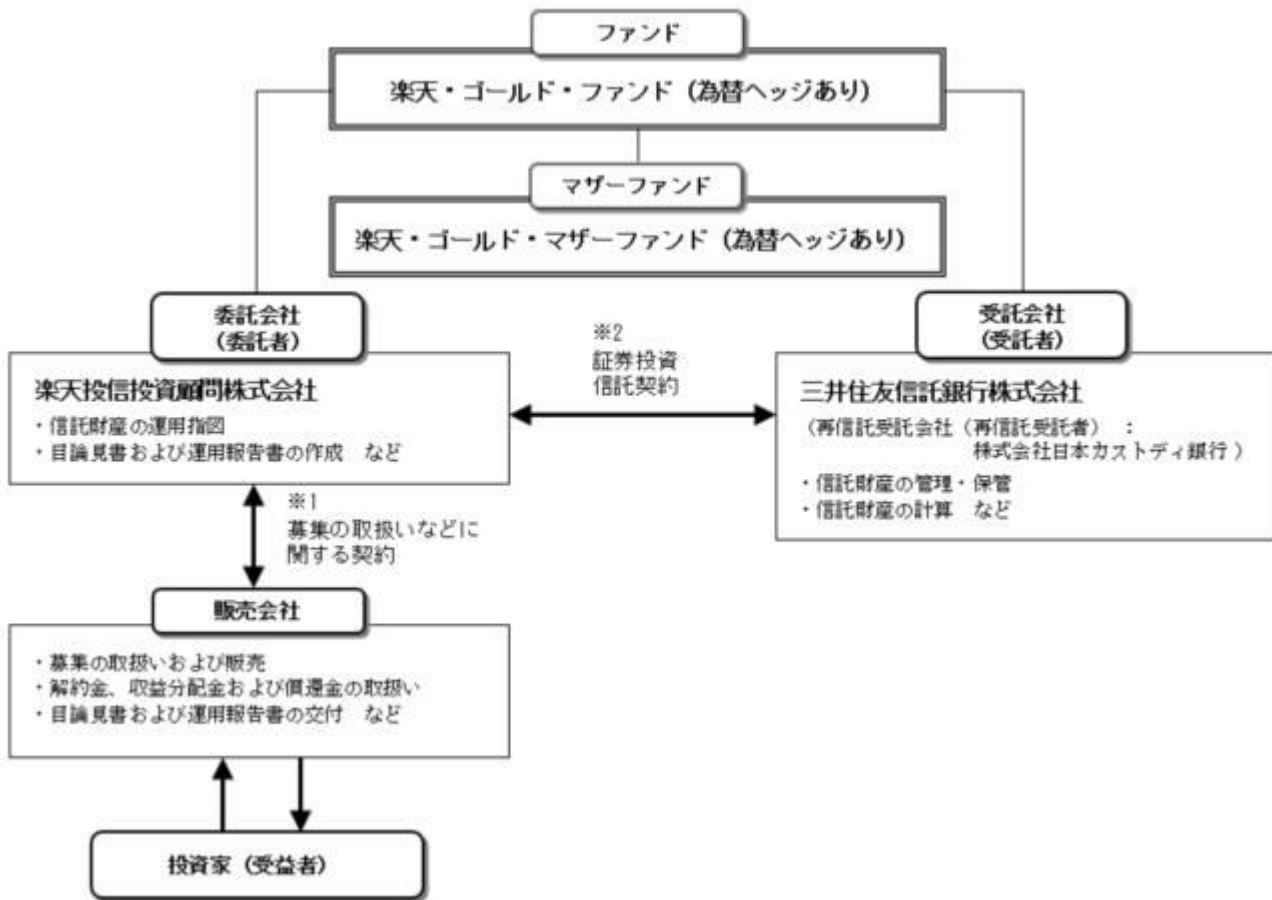 ファンド
楽天・ゴールド・ファンド（為替ヘッジあり）
マザーファンド
楽天・ゴールド・マザーファンド（為替ヘッジあり）
委託会社
（委託者）
楽天投信投資顧問株式会社
・信託財産の運用指図
・目論見書および運用報告書の作成　など
※2
証券投資
信託契約
受託会社
（受託者）
三井住友信託銀行株式会社
（再信託受託会社（再信託受託者）：
株式会社日本カストディ銀行）
・信託財産の管理・保管
・信託財産の計算　など
※1
募集の取扱いなどに
関する契約
販売会社
・募集の取扱いおよび販売
・解約金、収益分配金および償還金の取扱い
・目論見書および運用報告書の交付　など
投資家（受益者）